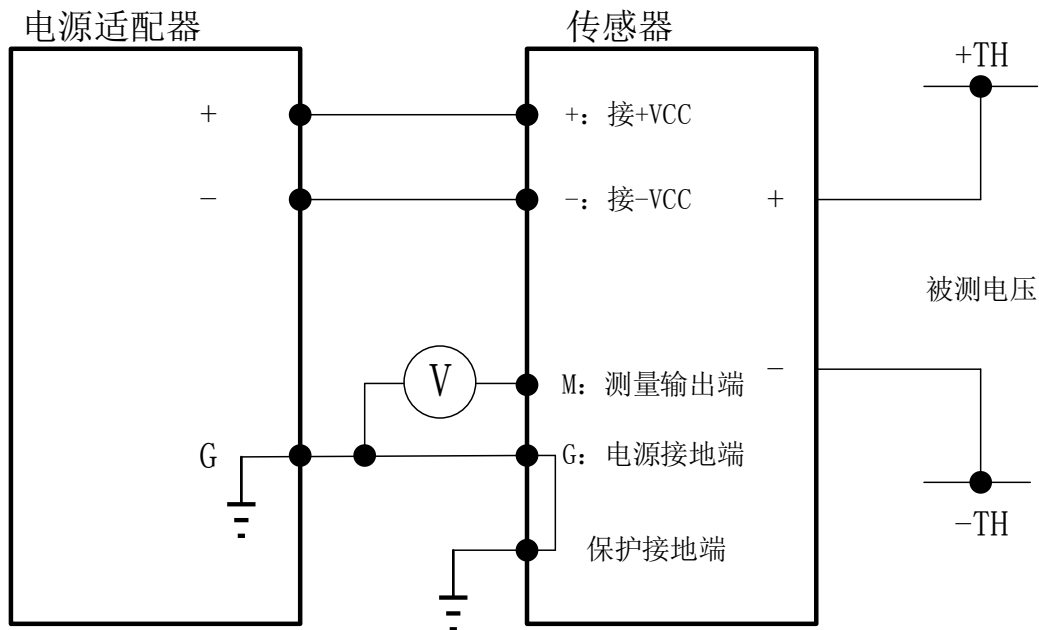 电源适配器
传感器
+TH
+
+：接+VCC
-
-：接-VCC
+
被测电压
V
M：测量输出端
-
G
G：电源接地端
-TH
保护接地端